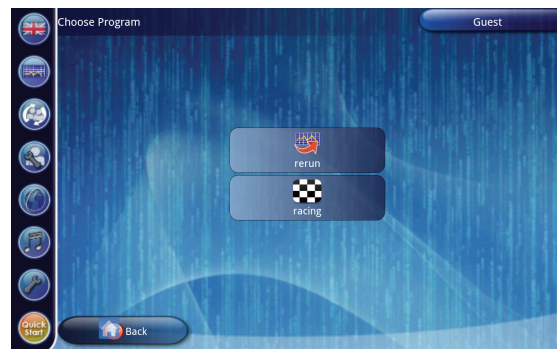 Choose Program
Guest
rerun
racing
Quick
Start
Back